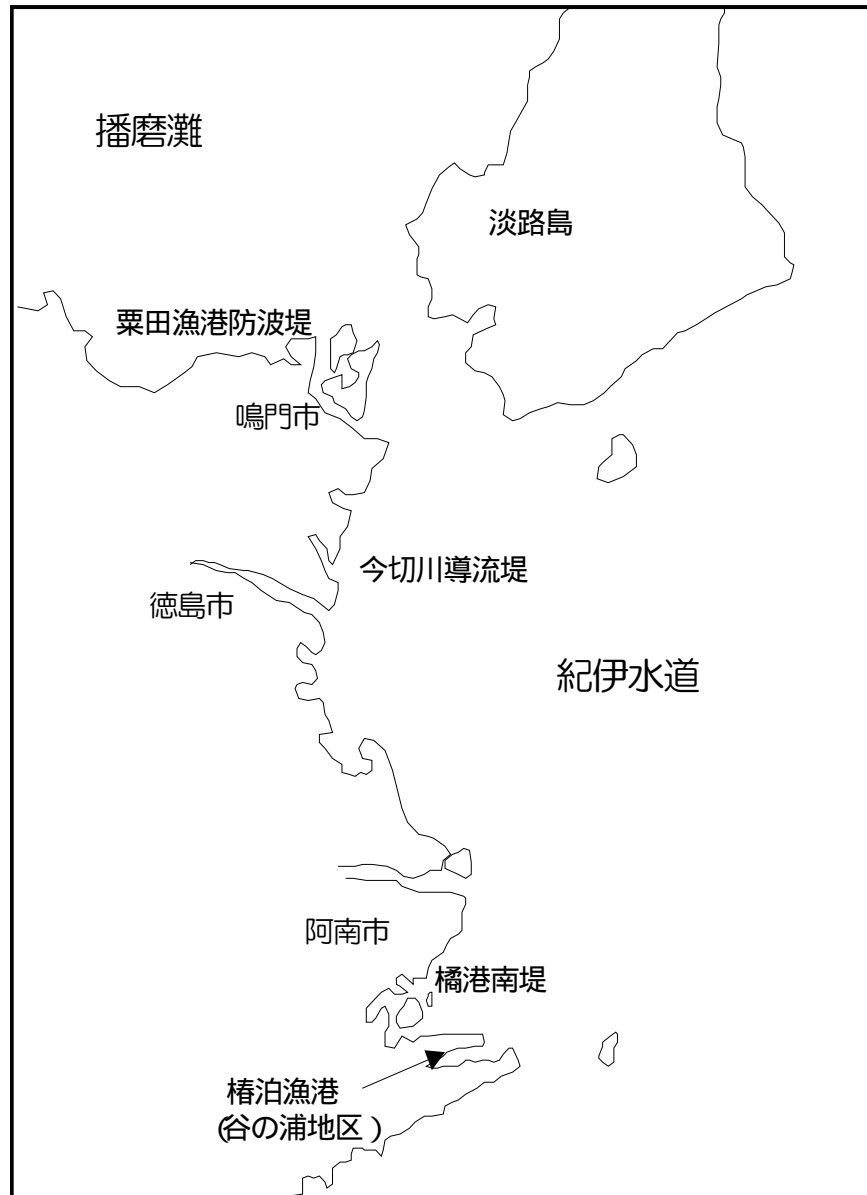 播磨灘
淡路島
粟田漁港防波堤
鳴門市
今切川導流堤
徳島市
紀伊水道
阿南市
橘港南堤
椿泊漁港
(谷の浦地区)